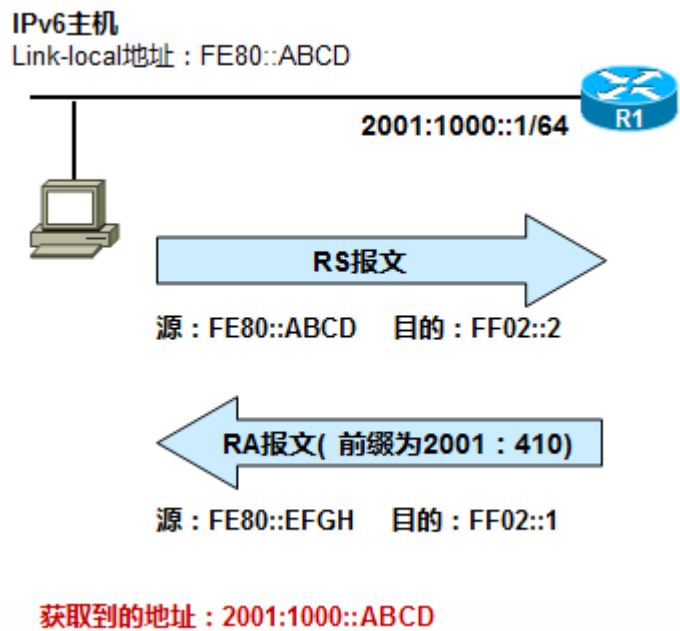 IPv6主机
Link-local地址：FE80::ABCD
2001:1000::1/64
R1
RS报文
源：FE80::ABCD 目的：FF02::2
RA报文( 前缀为2001：410)
源：FE80::EFGH 目的：FF02::1
获取到的地址：2001:1000::ABCD